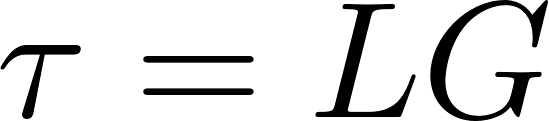 τ = LG